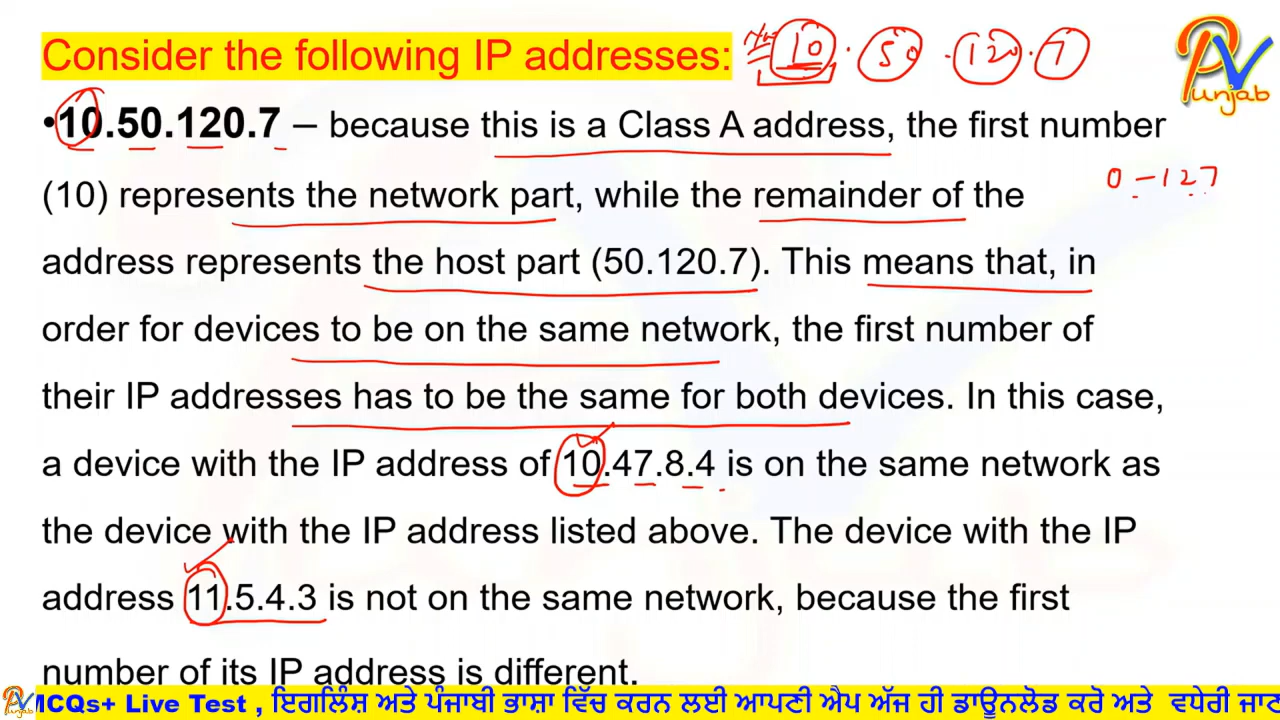 Consider the following IP addresses: 10 . 50 . 120 . 7
•10.50.120.7 – because this is a Class A address, the first number
(10) represents the network part, while the remainder of the
0 - 127
address represents the host part (50.120.7). This means that, in
order for devices to be on the same network, the first number of
their IP addresses has to be the same for both devices. In this case,
a device with the IP address of 10.47.8.4 is on the same network as
the device with the IP address listed above. The device with the IP
address 11.5.4.3 is not on the same network, because the first
number of its IP address is different.
PV Punjab
MCQs+ Live Test , ਇਗਲਿੰਸ਼ ਅਤੇ ਪੰਜਾਬੀ ਭਾਸ਼ਾ ਵਿੱਚ ਕਰਨ ਲਈ ਆਪਣੀ ਐਪ ਅੱਜ ਹੀ ਡਾਊਨਲੋਡ ਕਰੋ ਅਤੇ ਵਧੇਰੀ